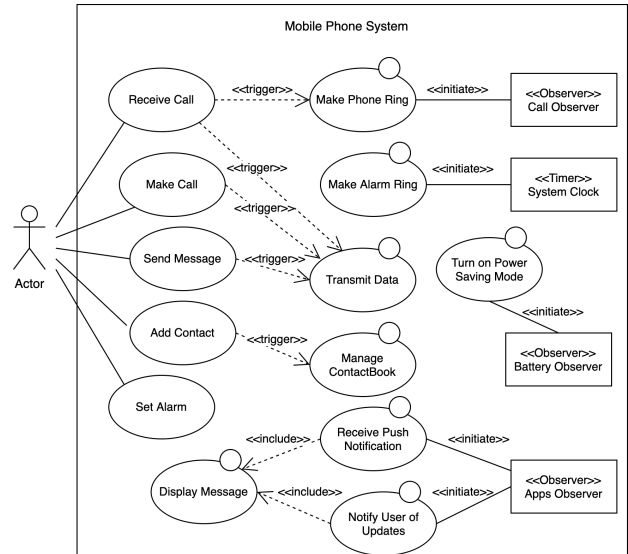 Mobile Phone System
Receive Call
<<trigger>>
Make Phone Ring
<<initiate>>
<<Observer>>
Call Observer
<<trigger>>
Make Call
<<trigger>>
Make Alarm Ring
<<initiate>>
<<Timer>>
System Clock
Actor
Send Message
<<trigger>>
Transmit Data
Turn on Power
Saving Mode
<<initiate>>
Add Contact
<<trigger>>
Manage
ContactBook
<<Observer>>
Battery Observer
Set Alarm
<<include>>
Receive Push
Notification
<<initiate>>
Display Message
<<include>>
Notify User of
Updates
<<initiate>>
<<Observer>>
Apps Observer